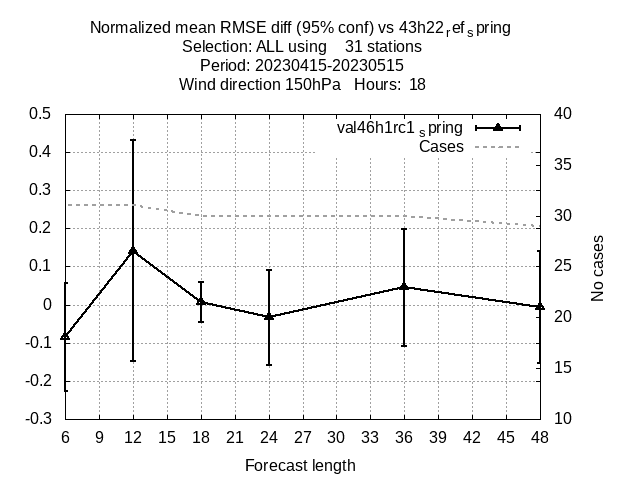 Normalized mean RMSE diff (95% conf) vs 43h22refspring
Selection: ALL using 31 stations
Period: 20230415-20230515
Wind direction 150hPa Hours: 18
0.5
0.4
0.3
0.2
0.1
0
-0.1
-0.2
-0.3
40
35
30
25
20
15
10
val46h1rc1spring
Cases
No cases
6 9 12 15 18 21 24 27 30 33 36 39 42 45 48
Forecast length